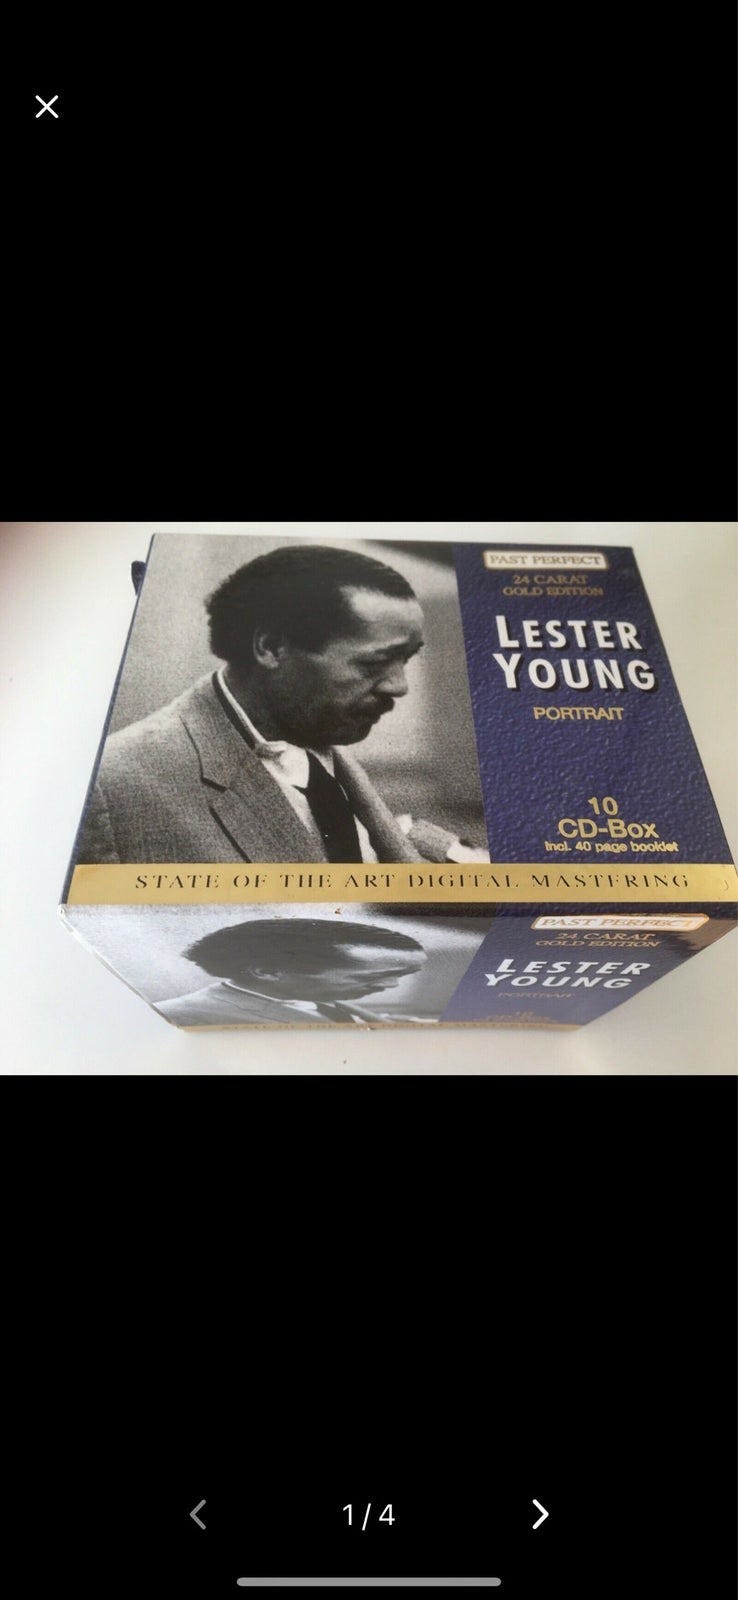 PAST PERFECT
24 CARAT
GOLD EDITION
LESTER
YOUNG
PORTRAIT
10
CD-Box
Incl. 40 page booklet
STATE OF THE ART DIGITAL MASTERING
PAST PERFECT
24 CARAT
GOLD EDITION
LESTER
YOUNG
PORTRAIT
1 / 4